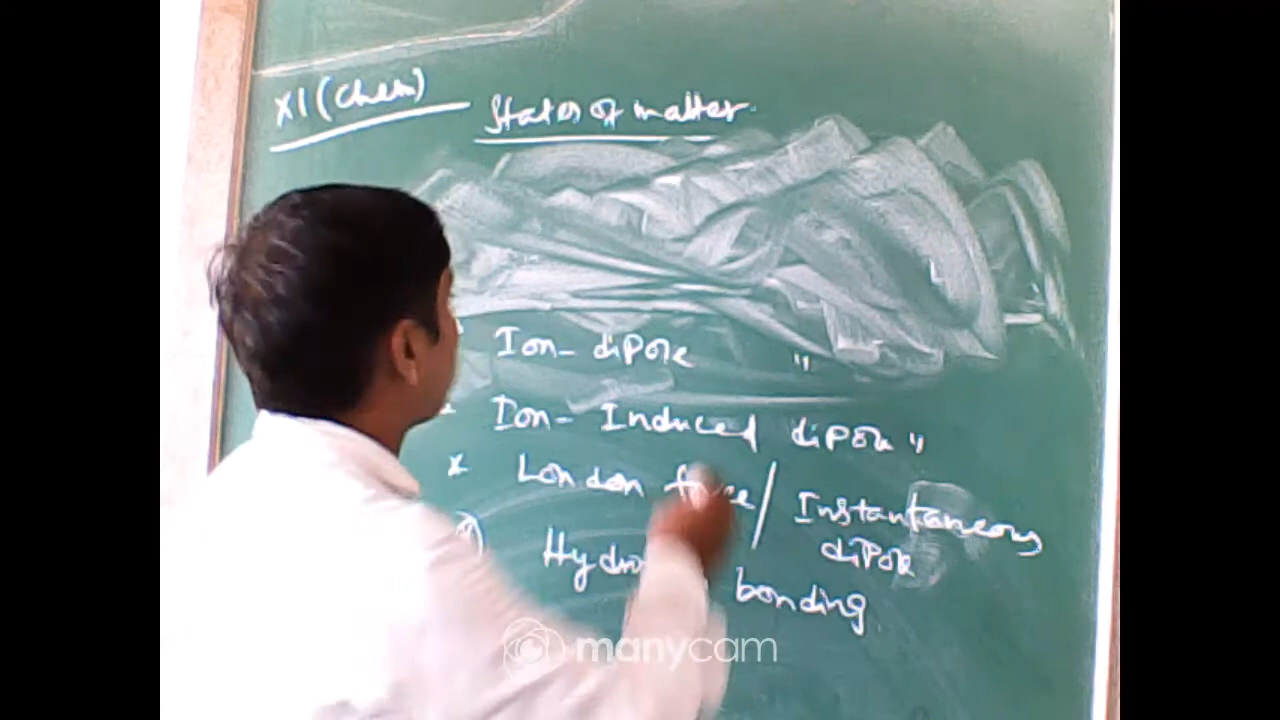 XI (Chem)
States of matter.
Ion- dipole "
Ion- Induced dipole "
* London force / Instantaneous
dipole
bonding
manycam